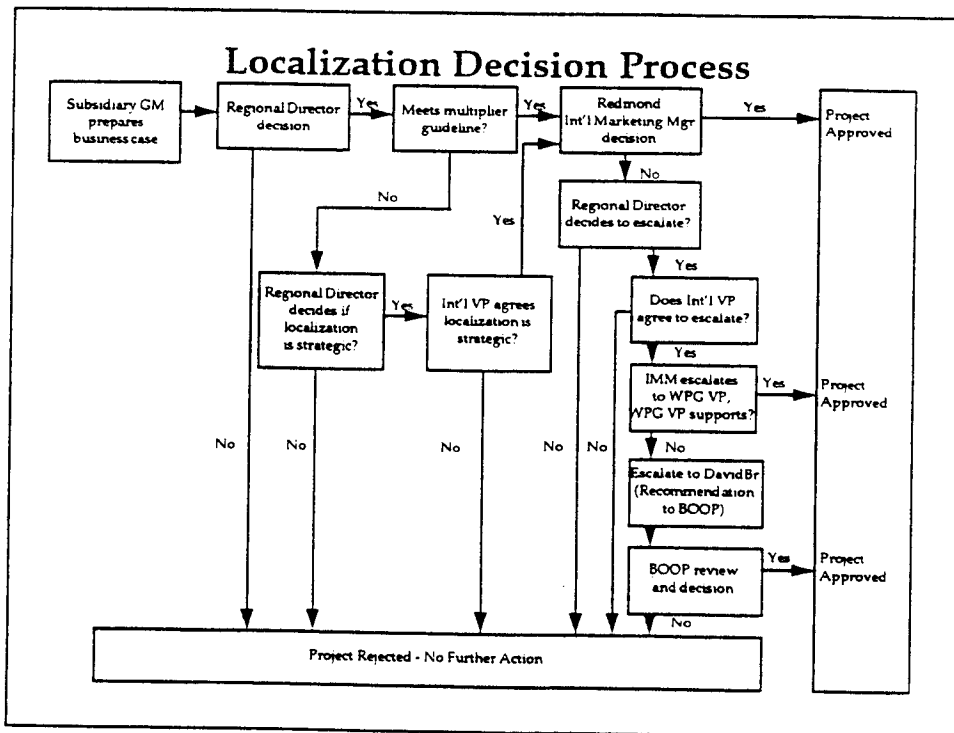 Localization Decision Process
Subsidiary GM
prepares
business case
Regional Director
decision
Yes
Meets multiplier
guideline?
Yes
Redmond
Int'l Marketing Mgr
decision
Yes
Project
Approved
No
No
Yes
Regional Director
decides to escalate?
Yes
Regional Director
decides if
localization
is strategic?
Yes
Int'l VP agrees
localization is
strategic?
Does Int'l VP
agree to escalate?
Yes
IMM escalates
to WPG VP,
WPG VP supports?
Yes
Project
Approved
No
No
No
No
No
No
Escalate to DavidBr
(Recommendation
to BOOP)
BOOP review
and decision
Yes
Project
Approved
No
Project Rejected - No Further Action